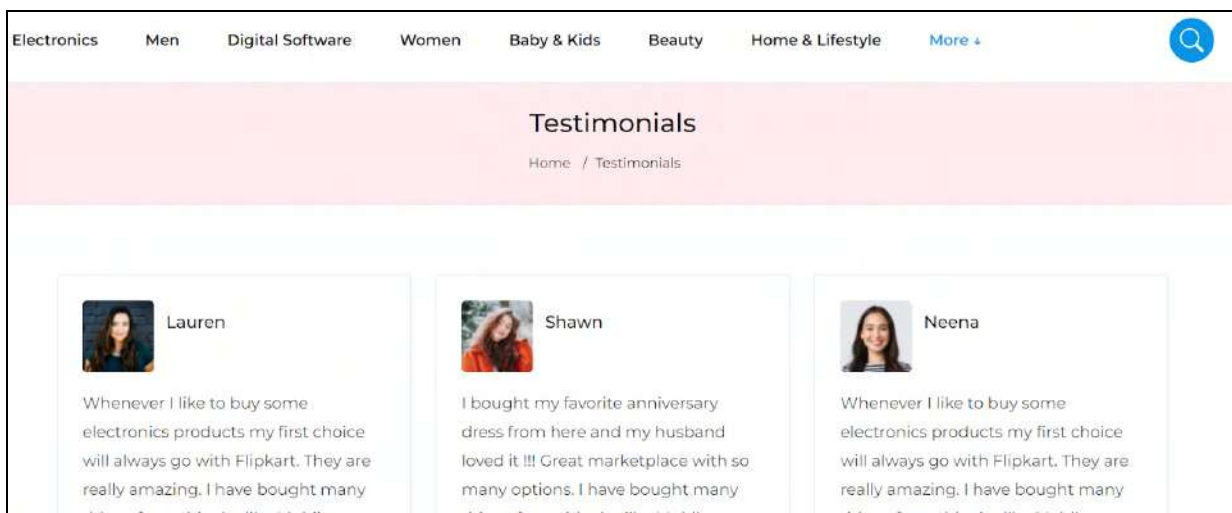 Electronics Men Digital Software Women Baby & Kids Beauty Home & Lifestyle More ↓
Testimonials
Home / Testimonials
Lauren
Whenever I like to buy some
electronics products my first choice
will always go with Flipkart. They are
really amazing. I have bought many
Shawn
I bought my favorite anniversary
dress from here and my husband
loved it !!! Great marketplace with so
many options. I have bought many
Neena
Whenever I like to buy some
electronics products my first choice
will always go with Flipkart. They are
really amazing. I have bought many